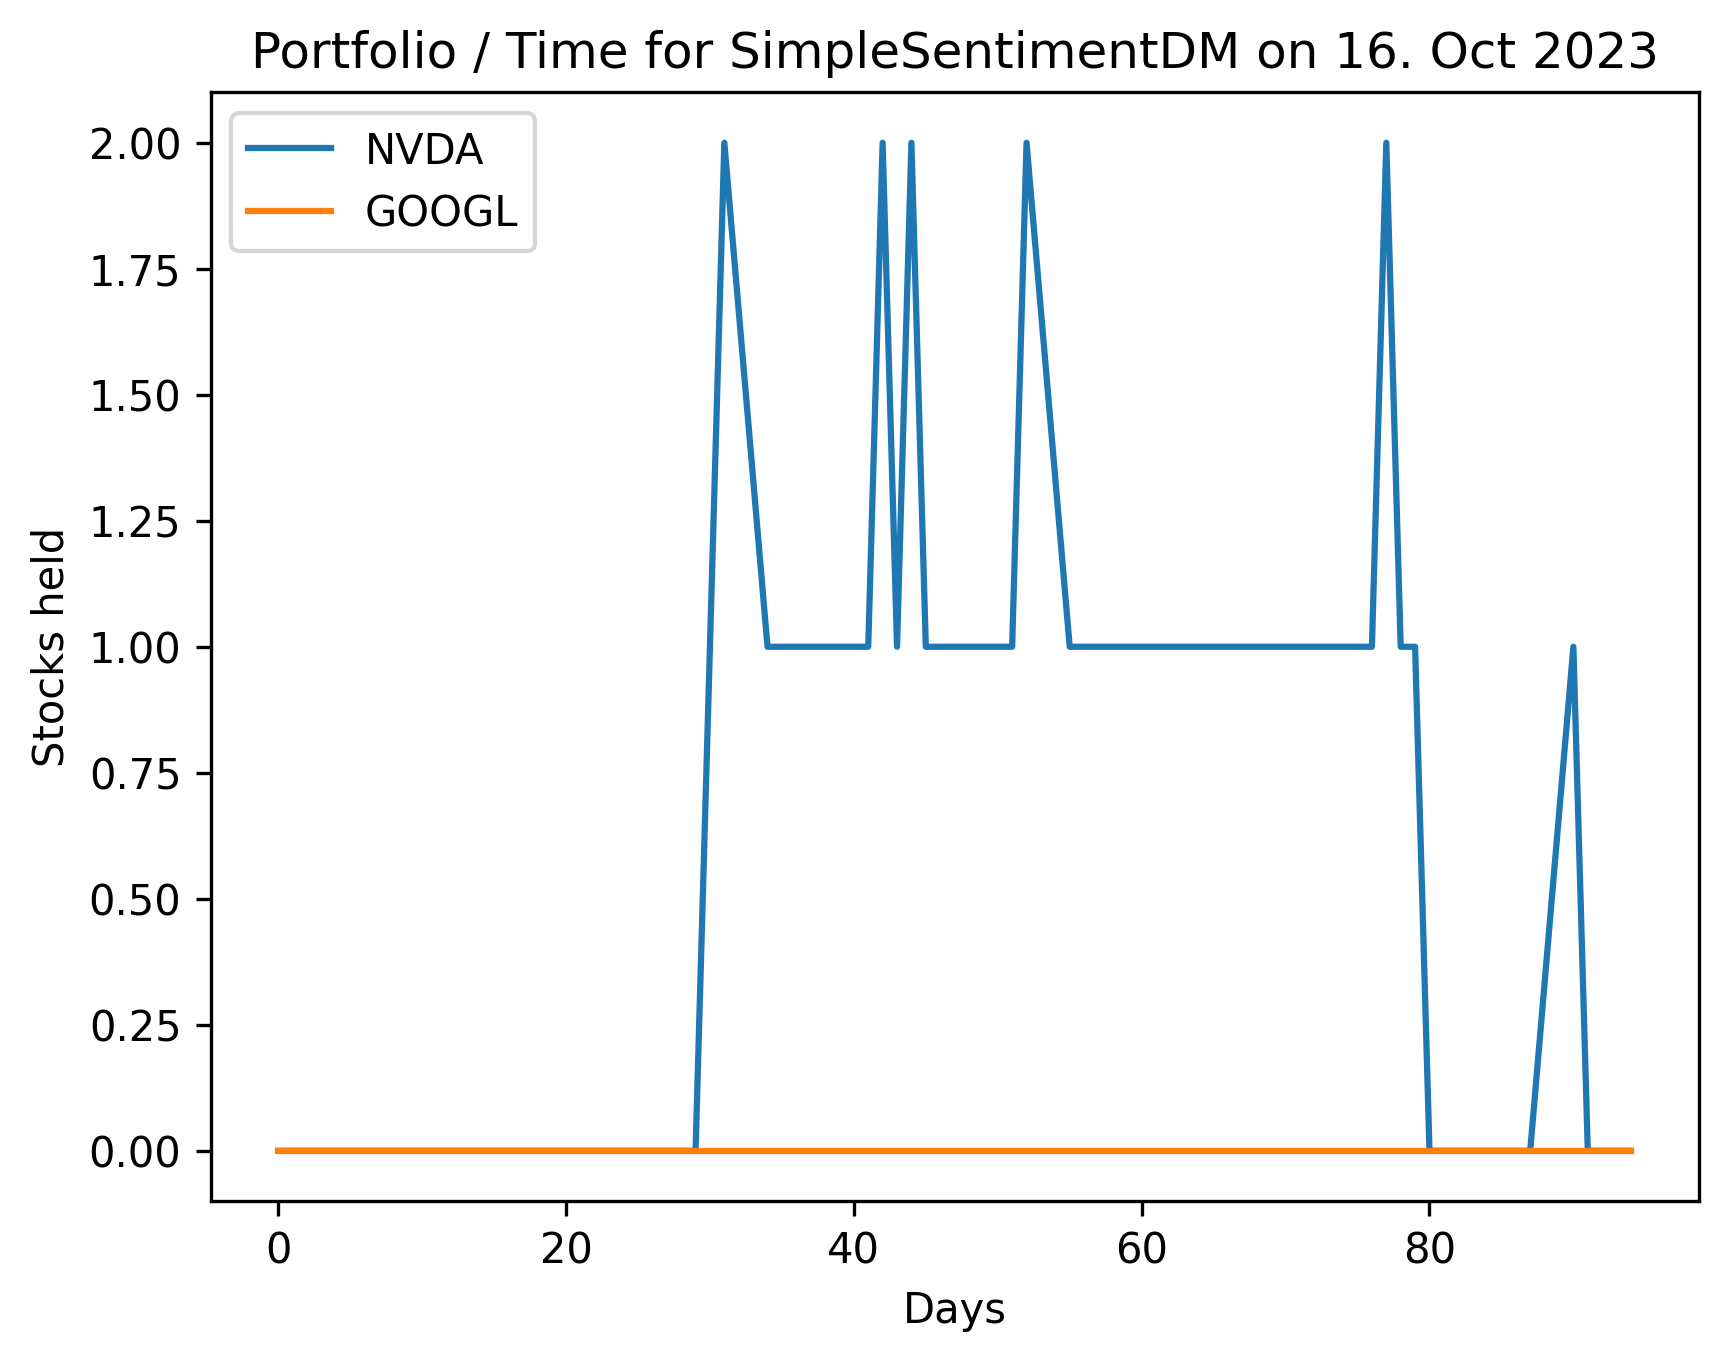 Portfolio / Time for SimpleSentimentDM on 16. Oct 2023
NVDA
GOOGL
2.00
1.75
1.50
1.25
1.00
0.75
0.50
0.25
0.00
Stocks held
0 20 40 60 80
Days